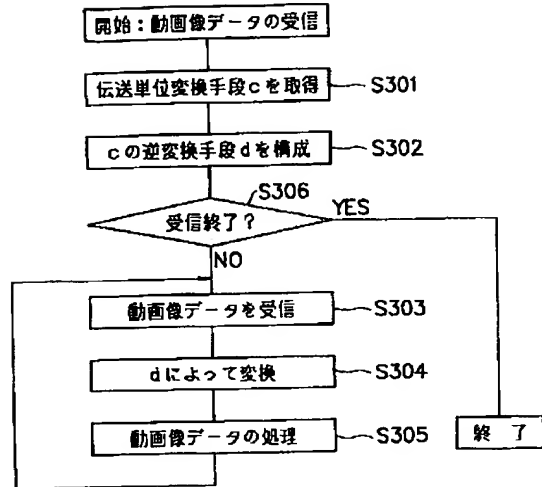 開始：動画像データの受信
伝送単位変換手段cを取得
S301
cの逆変換手段dを構成
S302
S306
受信終了？
YES
NO
動画像データを受信
S303
dによって変換
S304
動画像データの処理
S305
終了